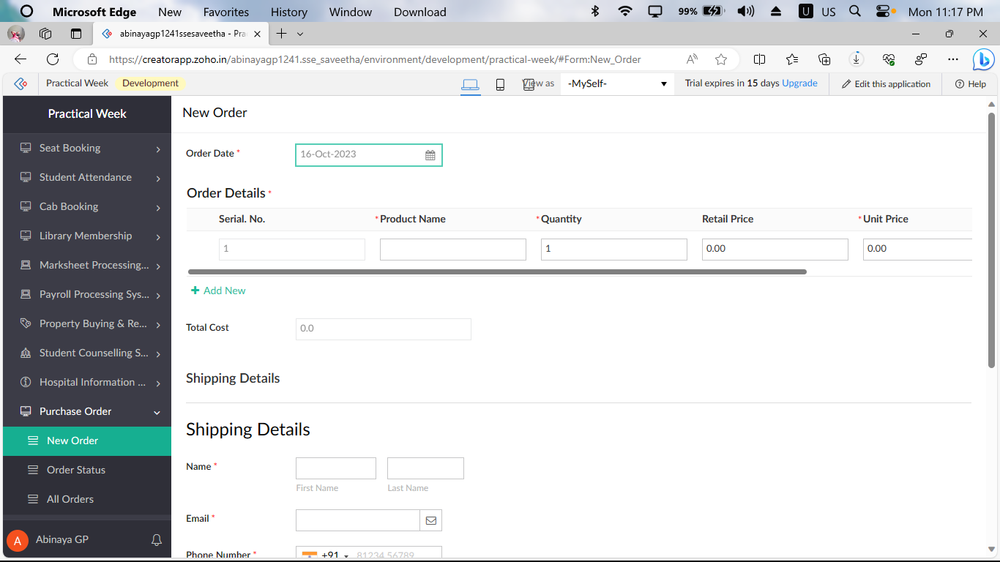 Microsoft Edge New Favorites History Window Download 99% U US Mon 11:17 PM
abinayagp1241ssesaveetha - Pra
https://creatorapp.zoho.in/abinayagp1241.sse_saveetha/environment/development/practical-week/#Form:New_Order
Practical Week Development View as -MySelf- Trial expires in 15 days Upgrade Edit this application Help
Practical Week
Seat Booking
Student Attendance
Cab Booking
Library Membership
Marksheet Processing...
Payroll Processing Sys...
Property Buying & Re...
Student Counselling S...
Hospital Information ...
Purchase Order
New Order
Order Status
All Orders
A Abinaya GP
New Order
Order Date * 16-Oct-2023
Order Details *
Serial. No. * Product Name * Quantity Retail Price * Unit Price
1 1 0.00 0.00
+ Add New
Total Cost 0.0
Shipping Details
Shipping Details
Name *
First Name Last Name
Email *
Phone Number * +91 81234 56789